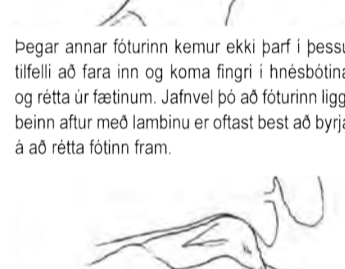 Þegar annar fóturinn kemur ekki þarf í þessu
tilfelli að fara inn og koma fingri í hnésbótina
og rétta úr fætinum. Jafnvel þó að fóturinn ligg
beinn aftur með lambinu er oftast best að byrja
á að rétta fótinn fram.